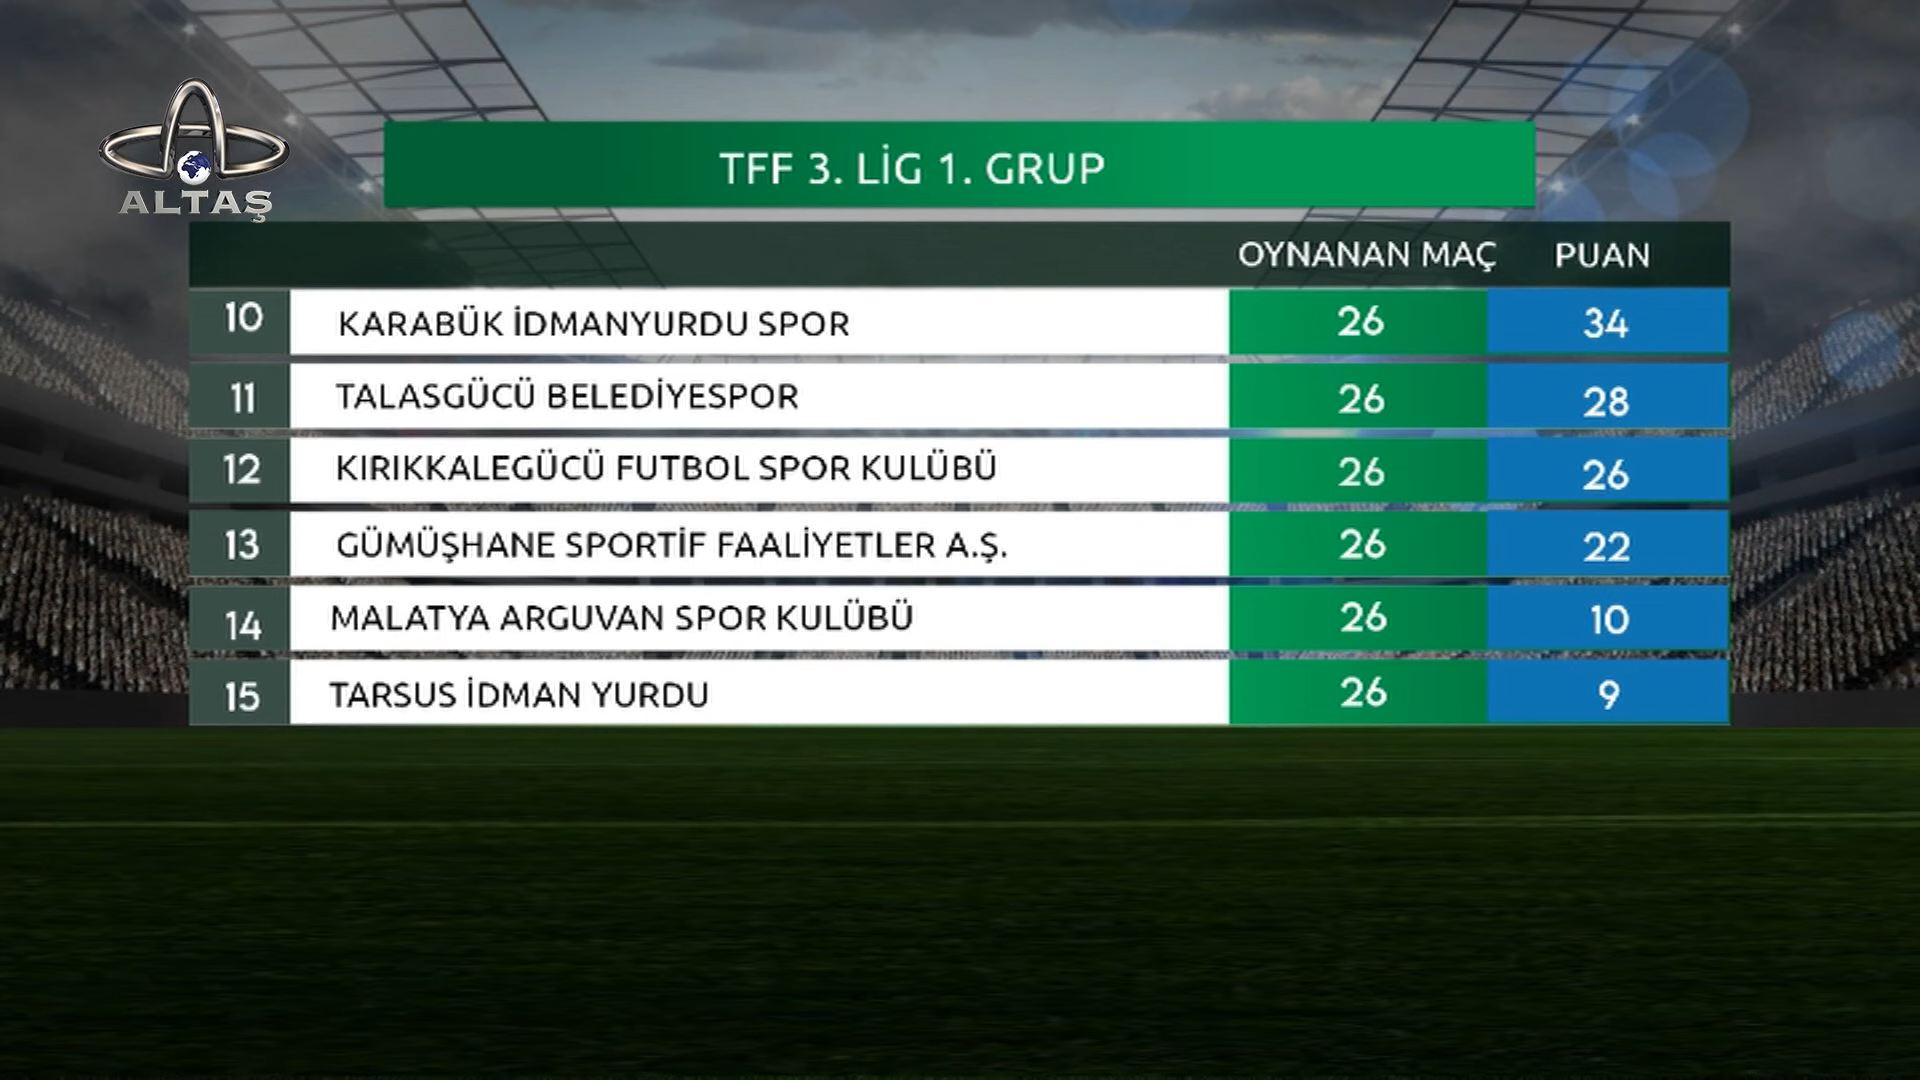 ALTAŞ
TFF 3. LİG 1. GRUP
OYNANAN MAÇ PUAN
10 KARABÜK İDMANYURDU SPOR 26 34
11 TALASGÜCÜ BELEDİYESPOR 26 28
12 KIRIKKALEGÜCÜ FUTBOL SPOR KULÜBÜ 26 26
13 GÜMÜŞHANE SPORTİF FAALİYETLER A.Ş. 26 22
14 MALATYA ARGUVAN SPOR KULÜBÜ 26 10
15 TARSUS İDMAN YURDU 26 9